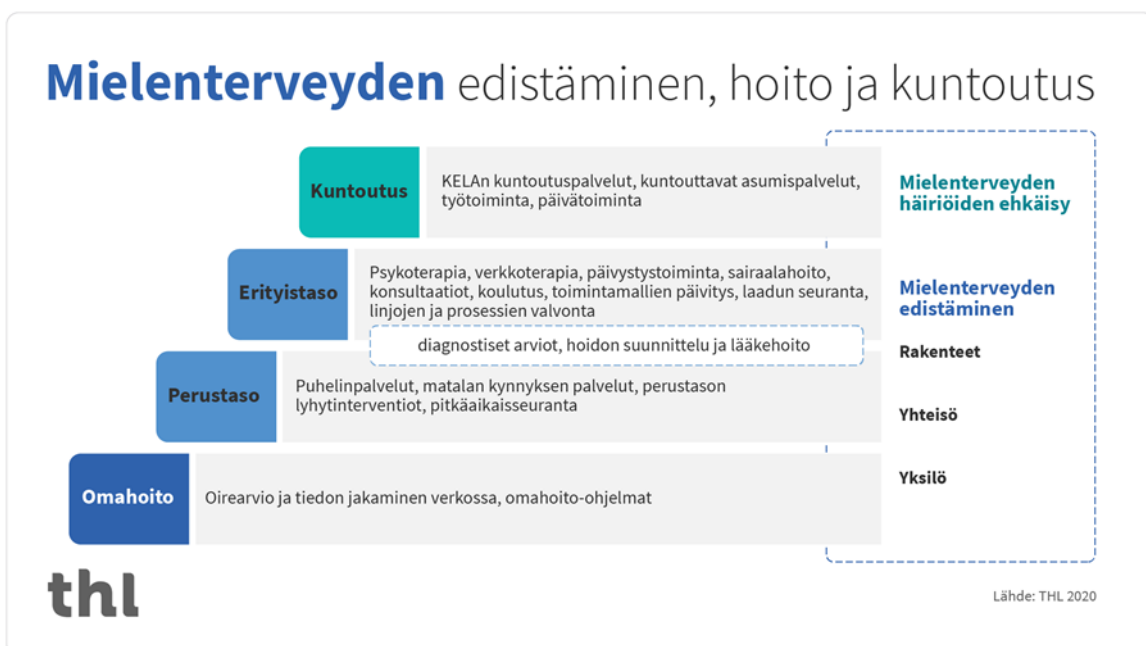 Mielenterveyden edistäminen, hoito ja kuntoutus
Kuntoutus
KELAn kuntoutuspalvelut, kuntouttavat asumispalvelut,
työtoiminta, päivätoiminta
Erityistaso
Psykoterapia, verkkoterapia, päivystystoiminta, sairaalahoito,
konsultaatiot, koulutus, toimintamallien päivitys, laadun seuranta,
linjojen ja prosessien valvonta
diagnostiset arviot, hoidon suunnittelu ja lääkehoito
Perustaso
Puhelinpalvelut, matalan kynnyksen palvelut, perustason
lyhytinterventiot, pitkäaikaisseuranta
Omahoito
Oirearvio ja tiedon jakaminen verkossa, omahoito-ohjelmat
Mielenterveyden
häiriöiden ehkäisy
Mielenterveyden
edistäminen
Rakenteet
Yhteisö
Yksilö
thl
Lähde: THL 2020